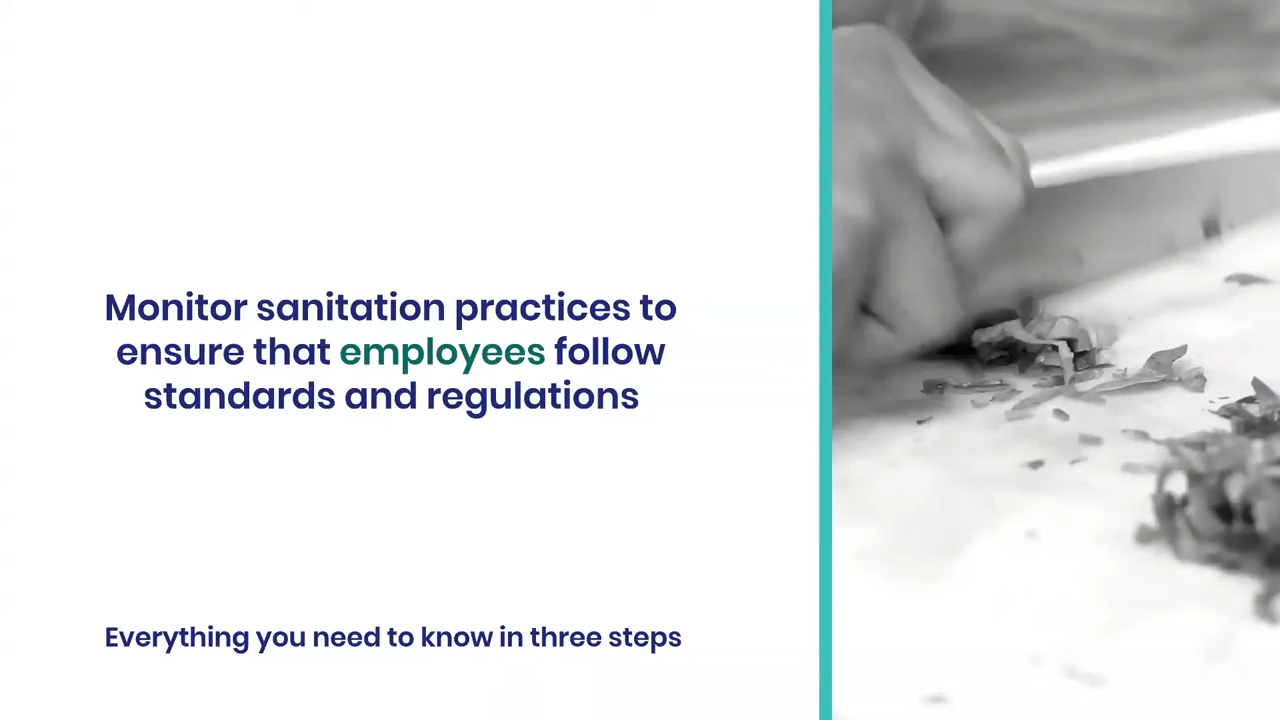 Monitor sanitation practices to
ensure that employees follow
standards and regulations
Everything you need to know in three steps